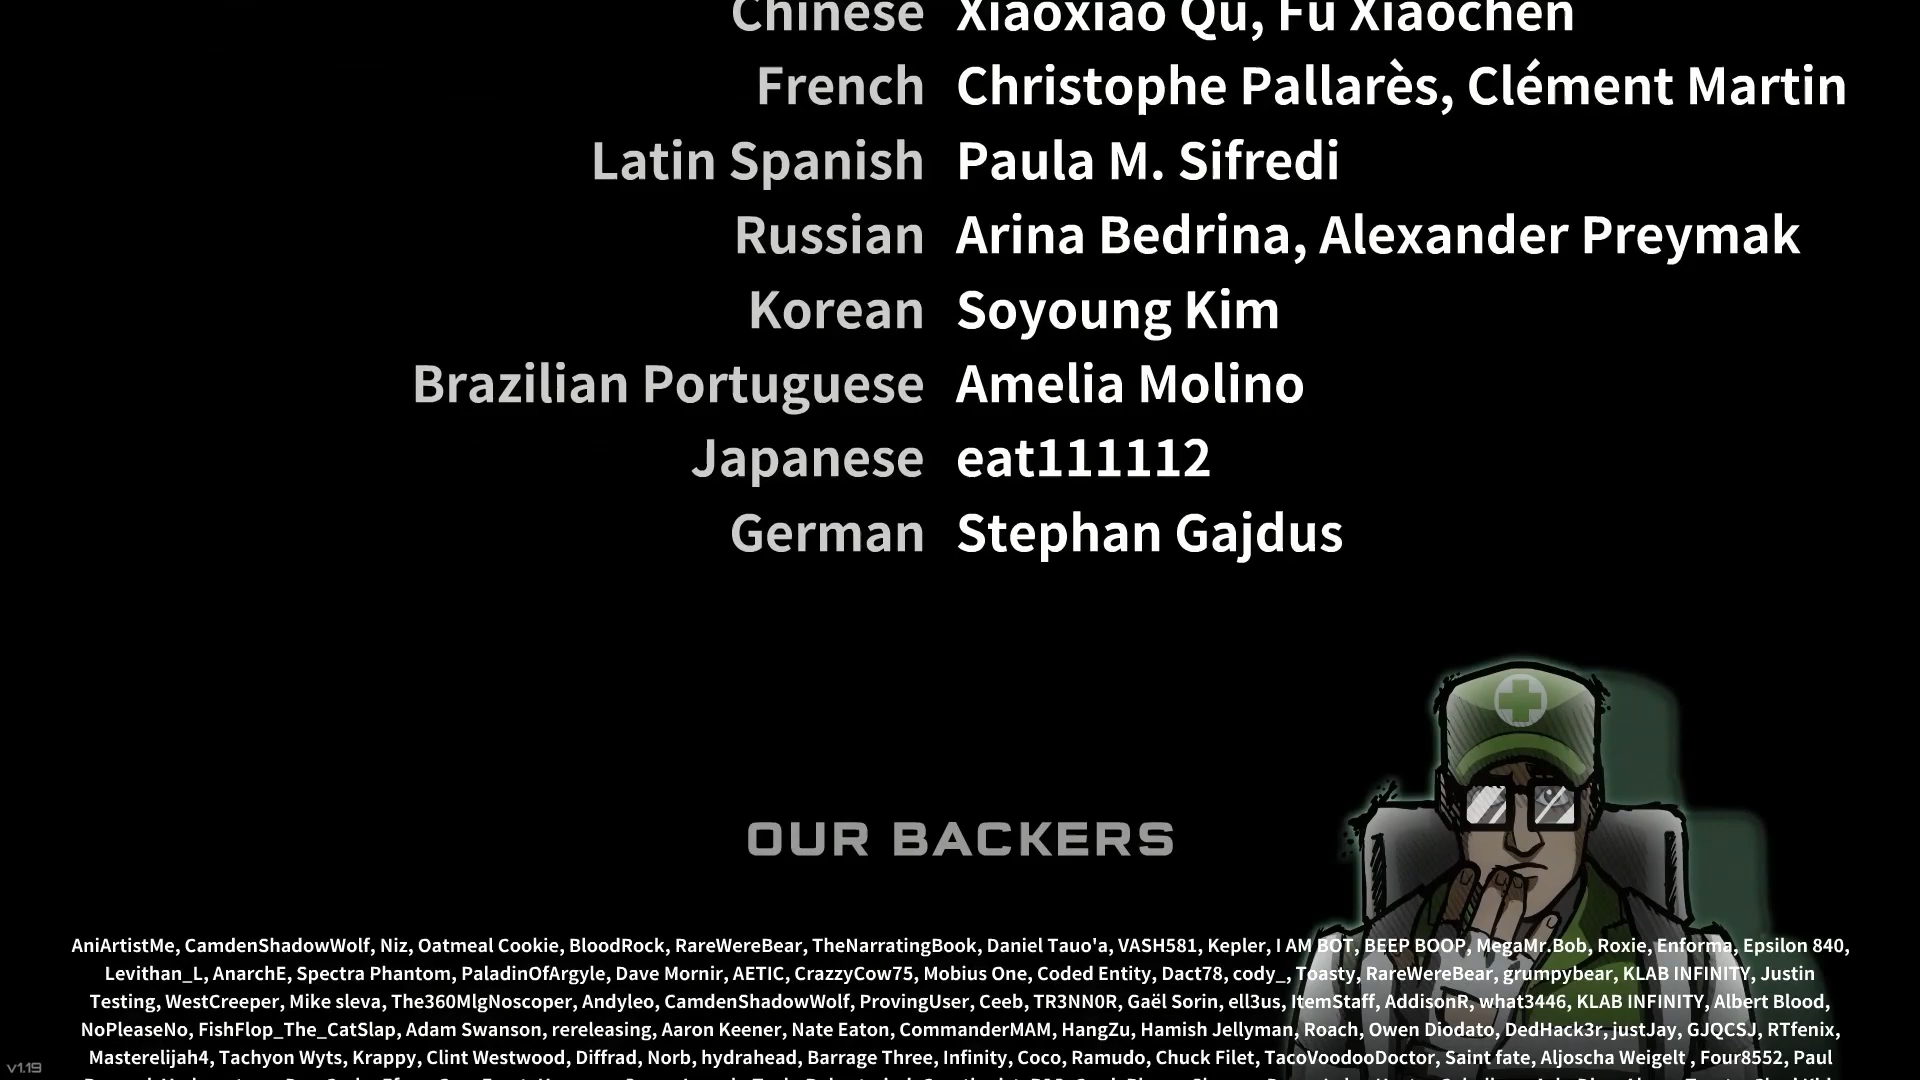 Chinese Xiaoxiao Qu, Fu Xiaochen
French Christophe Pallarès, Clément Martin
Latin Spanish Paula M. Sifredi
Russian Arina Bedrina, Alexander Preymak
Korean Soyoung Kim
Brazilian Portuguese Amelia Molino
Japanese eat111112
German Stephan Gajdus
OUR BACKERS
AniArtistMe, CamdenShadowWolf, Niz, Oatmeal Cookie, BloodRock, RareWereBear, TheNarratingBook, Daniel Tauo'a, VASH581, Kepler, I AM BOT, BEEP BOOP, MegaMr.Bob, Roxie, Enforma, Epsilon 840,
Levithan_L, AnarchE, Spectra Phantom, PaladinOfArgyle, Dave Mornir, AETIC, CrazzyCow75, Mobius One, Coded Entity, Dact78, cody_, Toasty, RareWereBear, grumpybear, KLAB INFINITY, Justin
Testing, WestCreeper, Mike sleva, The360MlgNoscoper, Andyleo, CamdenShadowWolf, ProvingUser, Ceeb, TR3NN0R, Gaël Sorin, ell3us, ItemStaff, AddisonR, what3446, KLAB INFINITY, Albert Blood,
NoPleaseNo, FishFlop_The_CatSlap, Adam Swanson, rereleasing, Aaron Keener, Nate Eaton, CommanderMAM, HangZu, Hamish Jellyman, Roach, Owen Diodato, DedHack3r, justJay, GJQCSJ, RTfenix,
Masterelijah4, Tachyon Wyts, Krappy, Clint Westwood, Diffrad, Norb, hydrahead, Barrage Three, Infinity, Coco, Ramudo, Chuck Filet, TacoVoodooDoctor, Saint fate, Aljoscha Weigelt , Four8552, Paul
v1.19